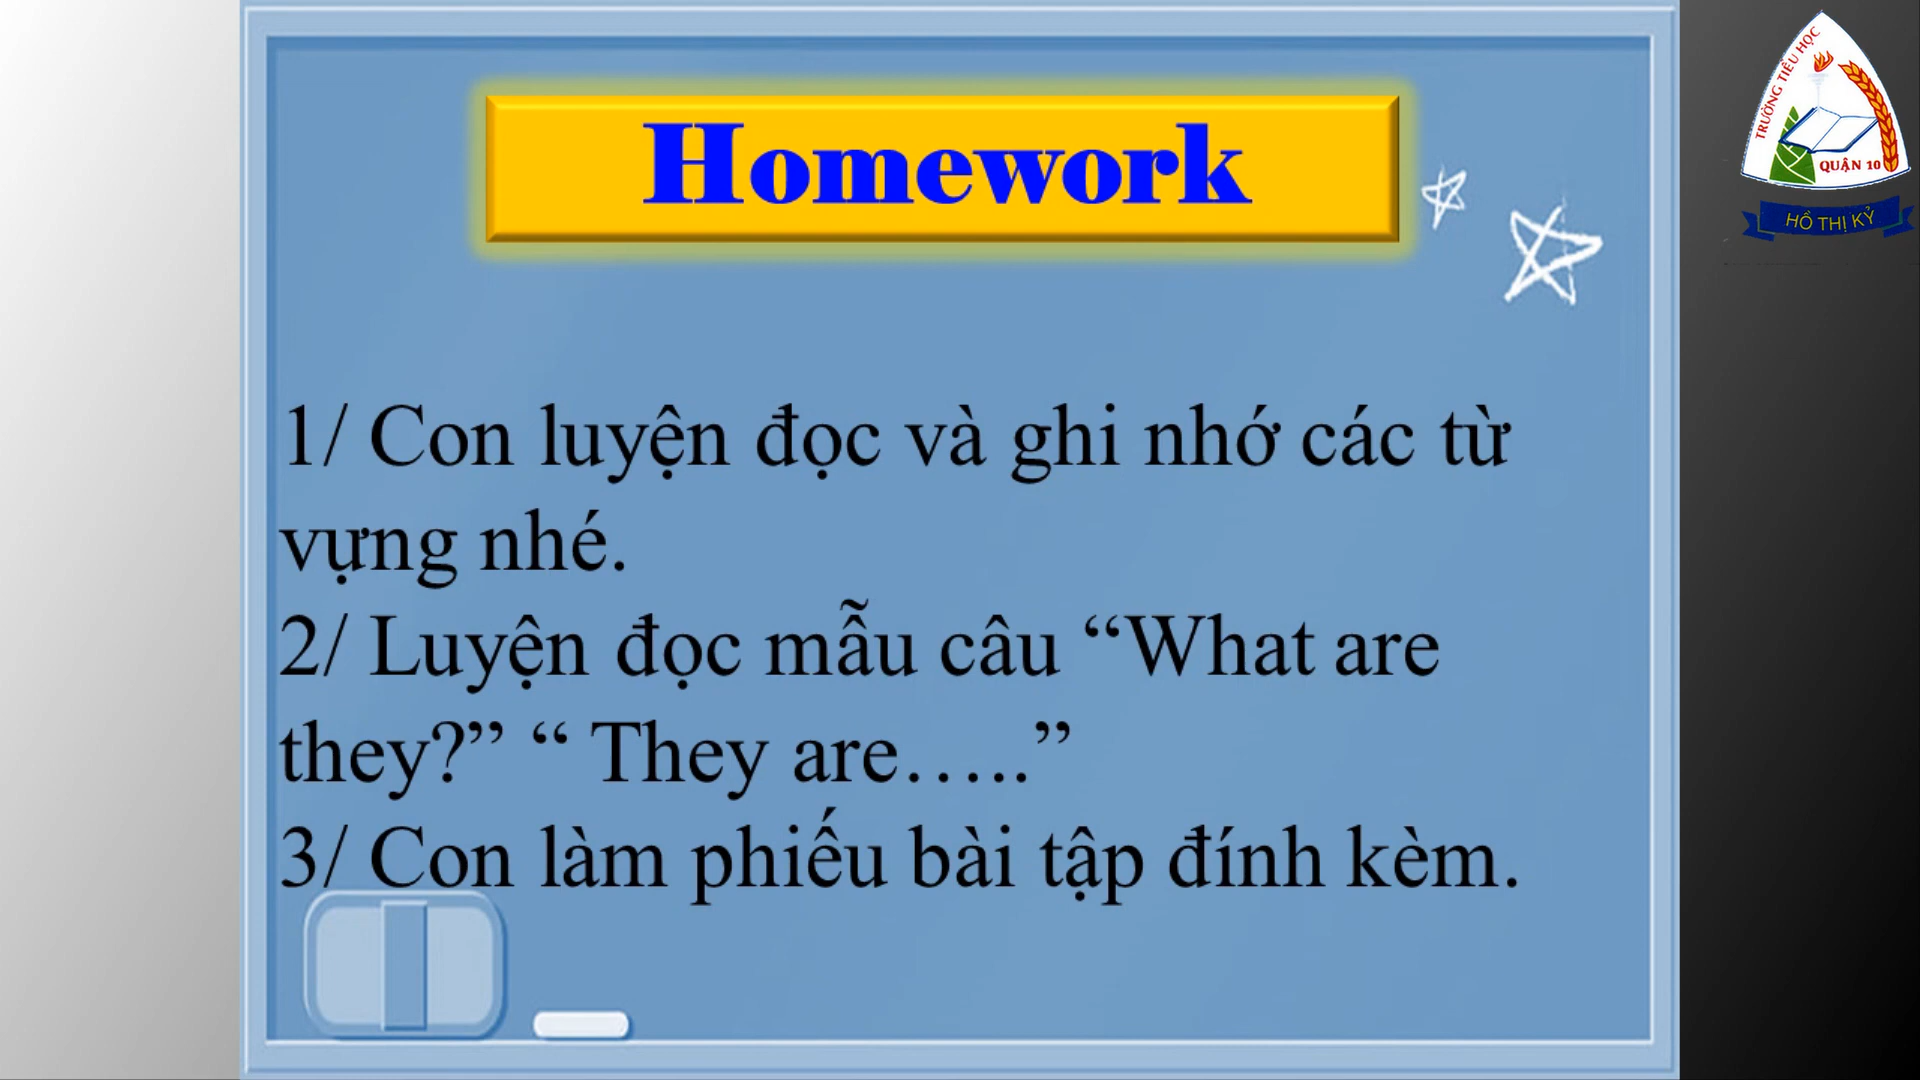 Homework
TRƯỜNG TIỂU HỌC
QUẬN 10
HỒ THỊ KỶ
1/ Con luyện đọc và ghi nhớ các từ
vựng nhé.
2/ Luyện đọc mẫu câu “What are
they?” “ They are…..”
3/ Con làm phiếu bài tập đính kèm.